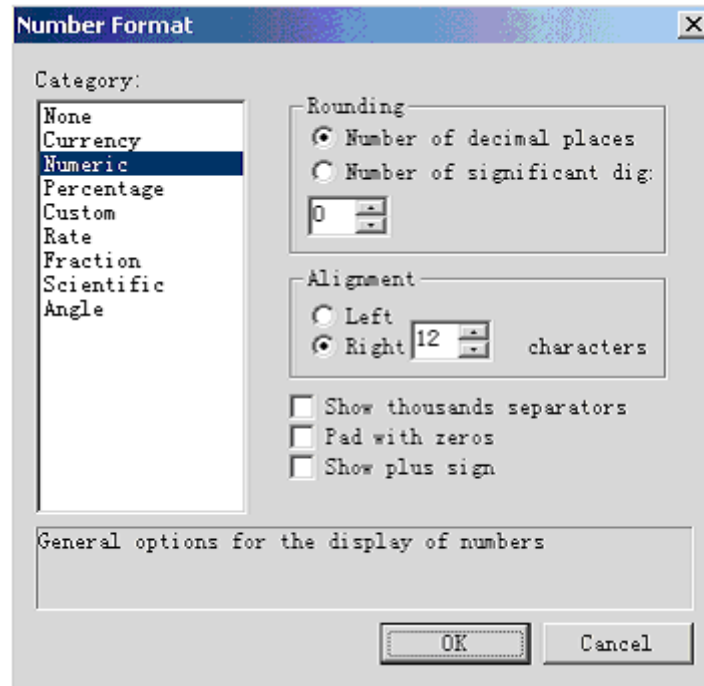 Number Format
Category:
None
Currency
Numeric
Percentage
Custom
Rate
Fraction
Scientific
Angle
Rounding
Number of decimal places
Number of significant dig:
0
Alignment
Left
Right 12 characters
Show thousands separators
Pad with zeros
Show plus sign
General options for the display of numbers
OK Cancel